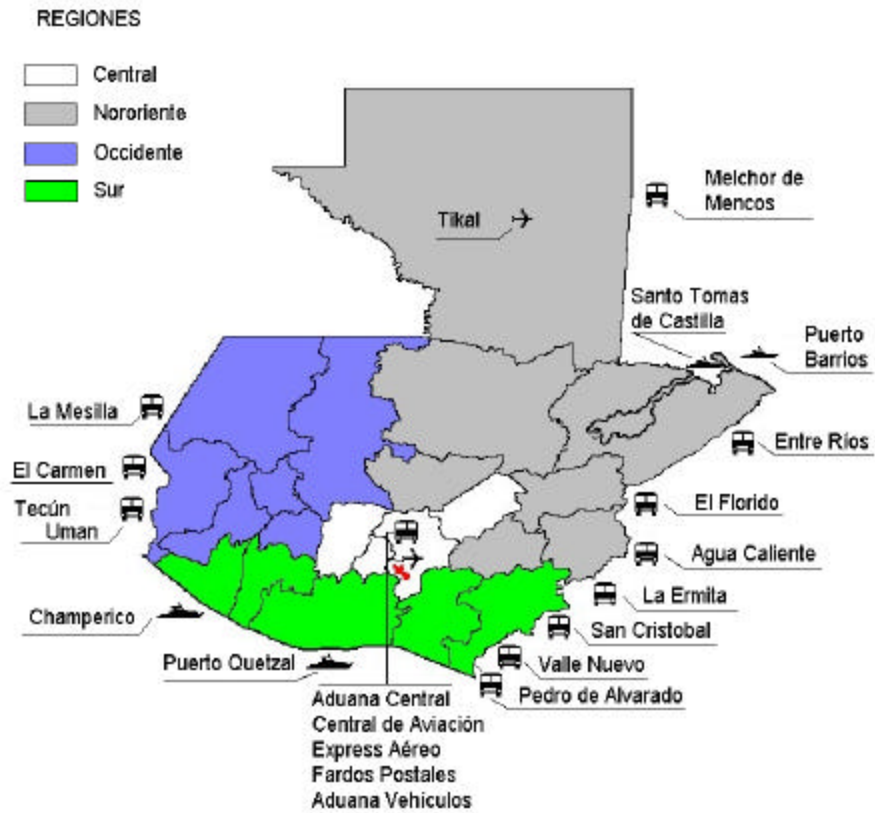 REGIONES
Central
Nororiente
Occidente
Sur
Tikal
Melchor de
Mencos
Santo Tomas
de Castilla
Puerto
Barrios
La Mesilla
Entre Ríos
El Carmen
Tecún
Uman
El Florido
Agua Caliente
La Ermita
Champerico
San Cristobal
Puerto Quetzal
Valle Nuevo
Pedro de Alvarado
Aduana Central
Central de Aviación
Express Aéreo
Fardos Postales
Aduana Vehículos